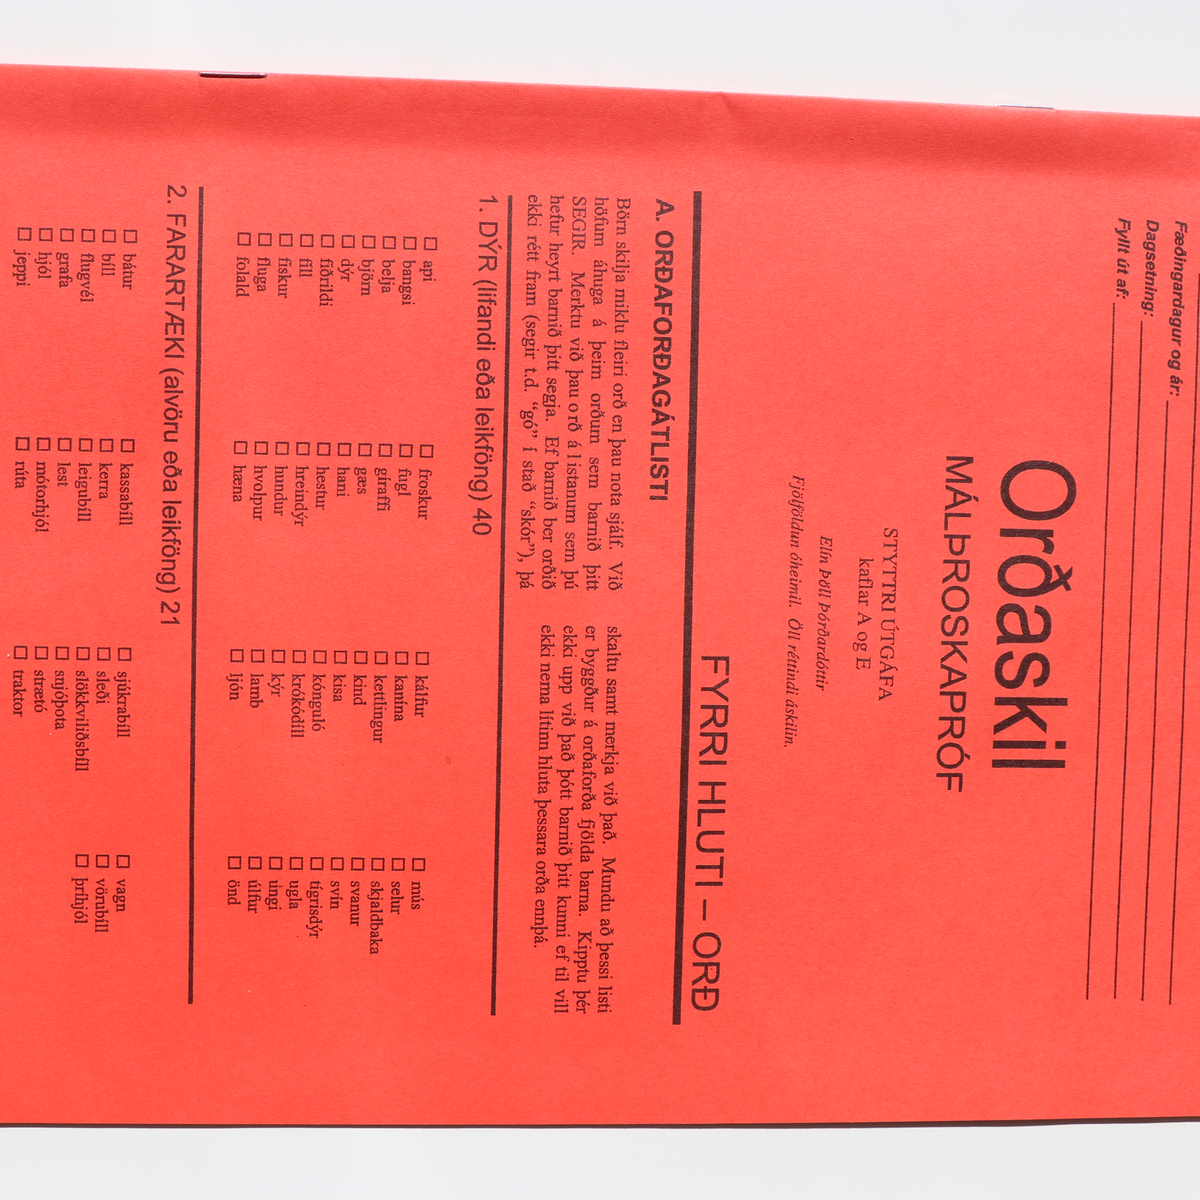 Fæðingardagur og ár:
Dagsetning:
Fyllt út af:
Orðaskil
MÁLÞROSKAPRÓF
STYTTRI ÚTGÁFA
kaflar A og E
Elín Þöll Þórðardóttir
Fjölföldun óheimil. Öll réttindi áskilin.
FYRRI HLUTI – ORÐ
A. ORÐAFORÐAGÁTLISTI
Börn skilja miklu fleiri orð en þau nota sjálf. Við
höfum áhuga á þeim orðum sem barnið þitt
SEGIR. Merktu við þau orð á listanum sem þú
hefur heyrt barnið þitt segja. Ef barnið ber orðið
ekki rétt fram (segir t.d. “gó” í stað “skór”), þá
skaltu samt merkja við það. Mundu að þessi listi
er byggður á orðaforða fjölda barna. Kipptu þér
ekki upp við það þótt barnið þitt kunni ef til vill
ekki nema lítinn hluta þessara orða ennþá.
1. DÝR (lifandi eða leikföng) 40
☐ api
☐ bangsi
☐ belja
☐ björn
☐ dýr
☐ fiðrildi
☐ fíll
☐ fiskur
☐ fluga
☐ folald
☐ froskur
☐ fugl
☐ gíraffi
☐ gæs
☐ hani
☐ hestur
☐ hreindýr
☐ hundur
☐ hvolpur
☐ hæna
☐ kálfur
☐ kanína
☐ kettlingur
☐ kind
☐ kisa
☐ kónguló
☐ krókódíll
☐ kýr
☐ lamb
☐ ljón
☐ mús
☐ selur
☐ skjaldbaka
☐ svanur
☐ svín
☐ tígrisdýr
☐ ugla
☐ úlfur
☐ ungi
☐ önd
2. FARARTÆKI (alvöru eða leikföng) 21
☐ bátur
☐ bíll
☐ flugvél
☐ grafa
☐ hjól
☐ jeppi
☐ kassabíll
☐ kerra
☐ leigubíll
☐ lest
☐ mótorhjól
☐ rúta
☐ sjúkrabíll
☐ sleði
☐ slökkviliðsbíll
☐ snjóþota
☐ strætó
☐ traktor
☐ vagn
☐ vörubíll
☐ þríhjól